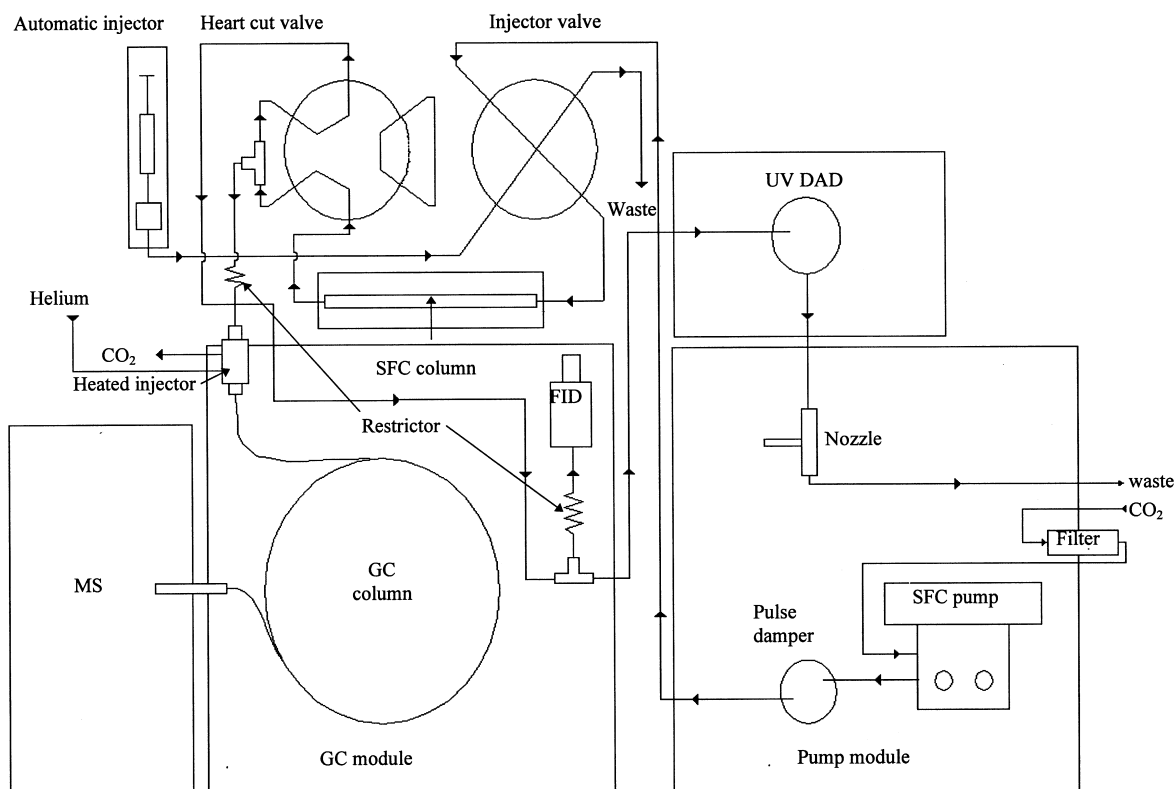 Automatic injector
Heart cut valve
Injector valve
UV DAD
Waste
Helium
CO₂
Heated injector
SFC column
FID
Restrictor
Nozzle
waste
CO₂
Filter
MS
GC
column
SFC pump
Pulse
damper
GC module
Pump module